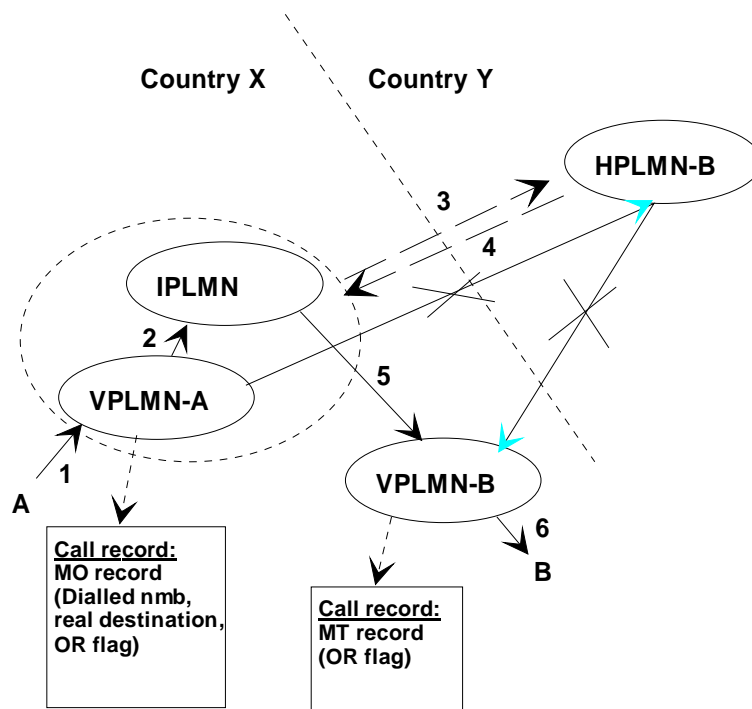 Country X
Country Y
HPLMN-B
3
4
IPLMN
2
5
VPLMN-A
1
A
VPLMN-B
6
B
Call record:
MO record
(Dialled nmb,
real destination,
OR flag)
Call record:
MT record
(OR flag)